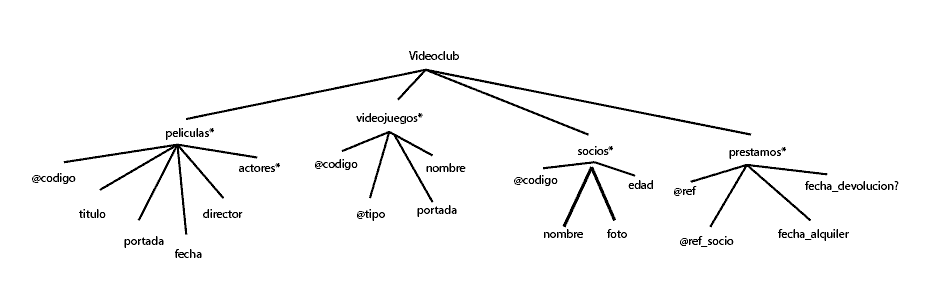 Videoclub
peliculas*
videojuegos*
socios*
prestamos*
@codigo
titulo
portada
fecha
director
actores*
@codigo
@tipo
portada
nombre
@codigo
nombre
foto
edad
@ref
@ref_socio
fecha_alquiler
fecha_devolucion?